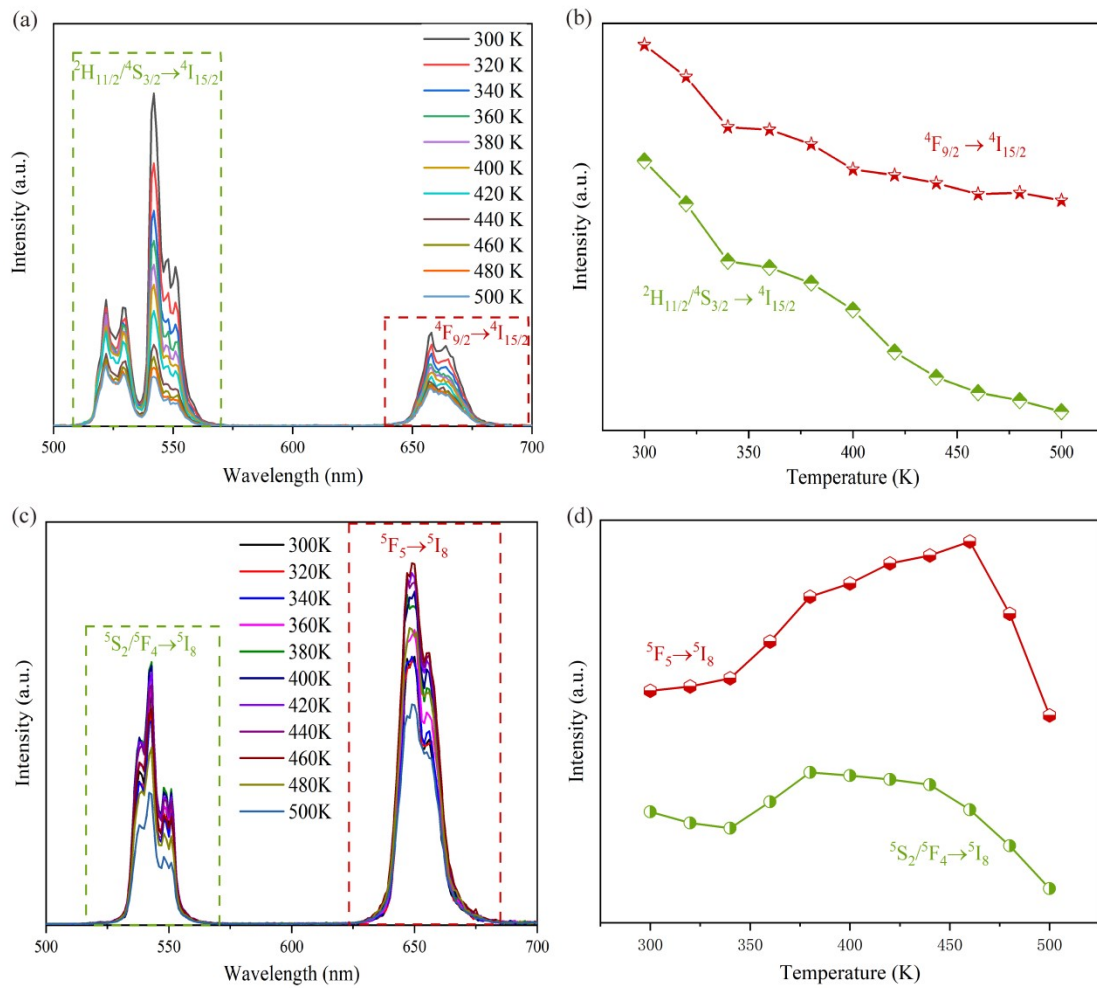 (a)
Intensity (a.u.)
²H₁₁/₂/⁴S₃/₂→⁴I₁₅/₂
⁴F₉/₂→⁴I₁₅/₂
300 K
320 K
340 K
360 K
380 K
400 K
420 K
440 K
460 K
480 K
500 K
500 550 600 650 700
Wavelength (nm)
(b)
Intensity (a.u.)
⁴F₉/₂→⁴I₁₅/₂
²H₁₁/₂/⁴S₃/₂→⁴I₁₅/₂
300 350 400 450 500
Temperature (K)
(c)
Intensity (a.u.)
⁵S₂/⁵F₄→⁵I₈
⁵F₅→⁵I₈
300K
320K
340K
360K
380K
400K
420K
440K
460K
480K
500K
500 550 600 650 700
Wavelength (nm)
(d)
Intensity (a.u.)
⁵F₅→⁵I₈
⁵S₂/⁵F₄→⁵I₈
300 350 400 450 500
Temperature (K)